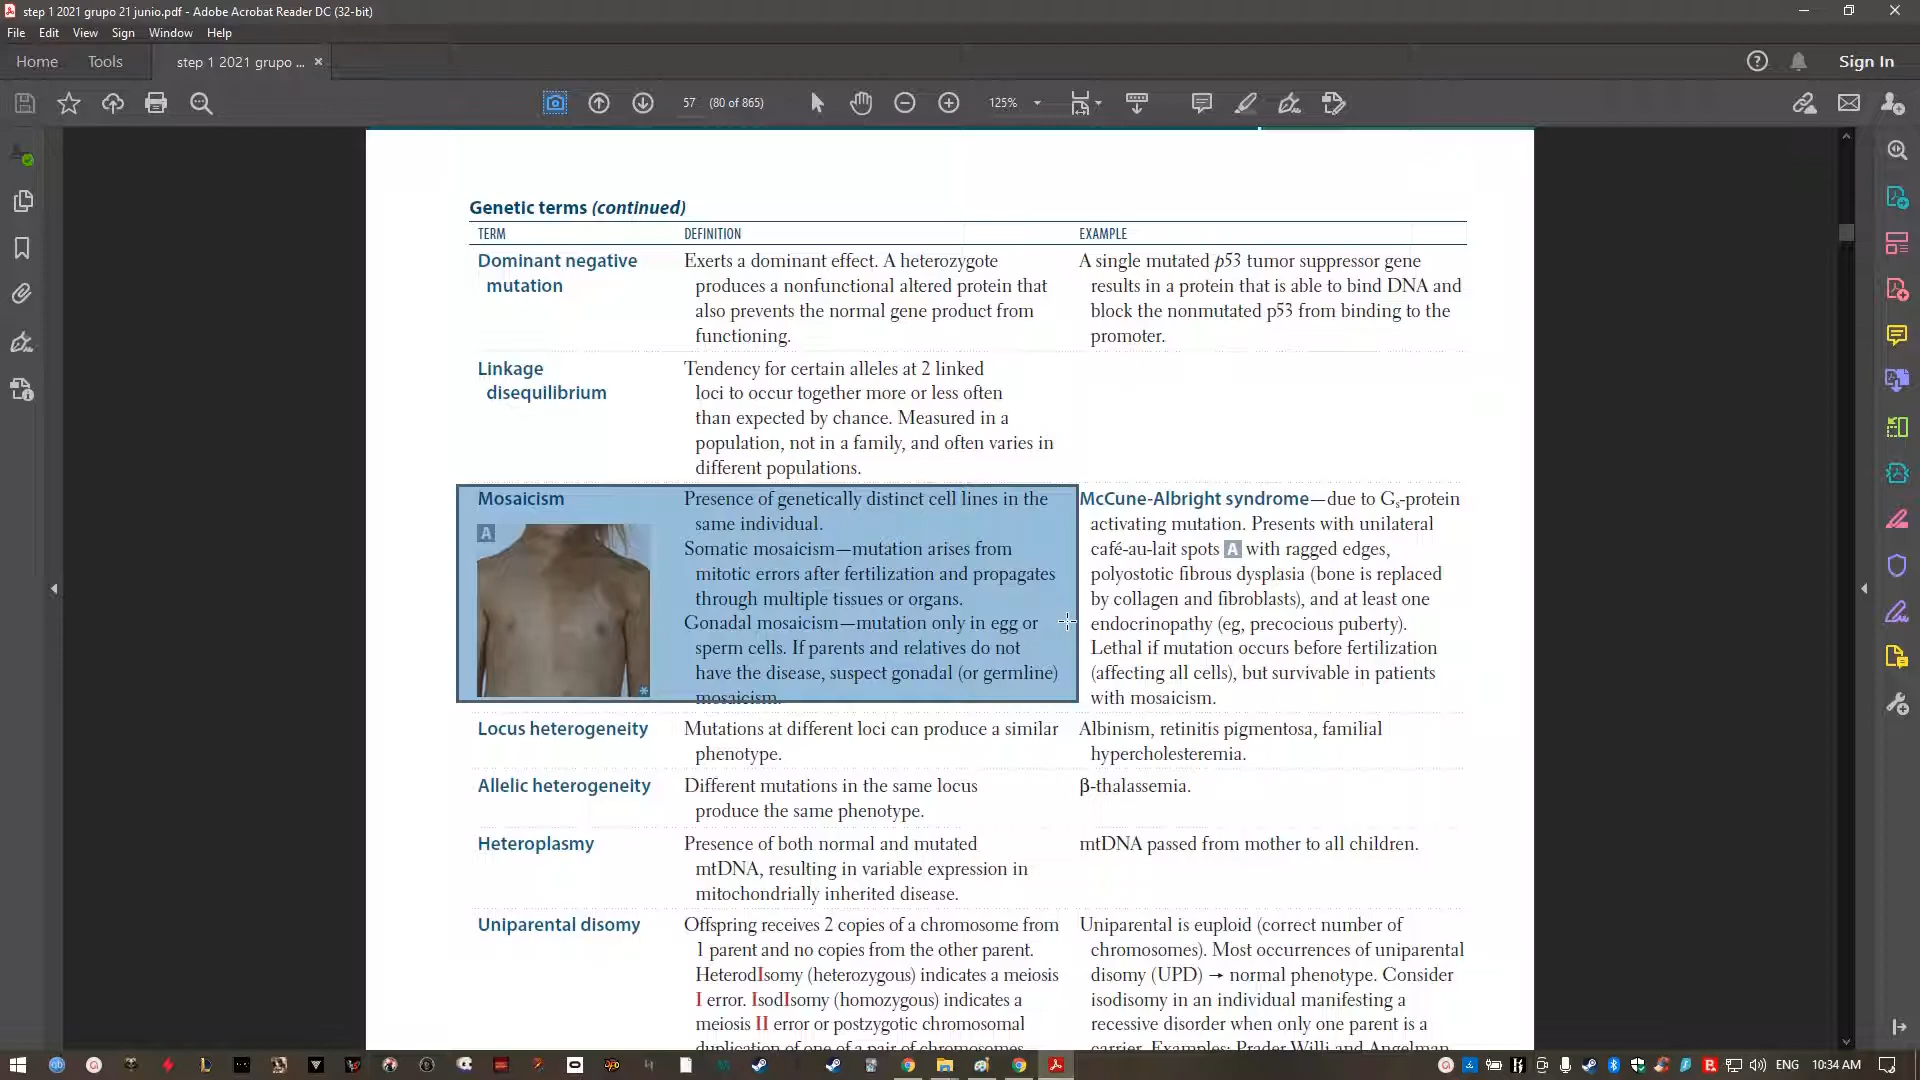 step 1 2021 grupo 21 junio.pdf - Adobe Acrobat Reader DC (32-bit)
File Edit View Sign Window Help
Home Tools step 1 2021 grupo ... × Sign In
57 (80 of 865) 125%
Genetic terms (continued)
TERM DEFINITION EXAMPLE
Dominant negative
mutation
Exerts a dominant effect. A heterozygote
produces a nonfunctional altered protein that
also prevents the normal gene product from
functioning.
A single mutated p53 tumor suppressor gene
results in a protein that is able to bind DNA and
block the nonmutated p53 from binding to the
promoter.
Linkage
disequilibrium
Tendency for certain alleles at 2 linked
loci to occur together more or less often
than expected by chance. Measured in a
population, not in a family, and often varies in
different populations.
Mosaicism
A
Presence of genetically distinct cell lines in the
same individual.
Somatic mosaicism—mutation arises from
mitotic errors after fertilization and propagates
through multiple tissues or organs.
Gonadal mosaicism—mutation only in egg or
sperm cells. If parents and relatives do not
have the disease, suspect gonadal (or germline)
mosaicism.
McCune-Albright syndrome—due to Gs-protein
activating mutation. Presents with unilateral
café-au-lait spots A with ragged edges,
polyostotic fibrous dysplasia (bone is replaced
by collagen and fibroblasts), and at least one
endocrinopathy (eg, precocious puberty).
Lethal if mutation occurs before fertilization
(affecting all cells), but survivable in patients
with mosaicism.
Locus heterogeneity
Mutations at different loci can produce a similar
phenotype.
Albinism, retinitis pigmentosa, familial
hypercholesteremia.
Allelic heterogeneity
Different mutations in the same locus
produce the same phenotype.
β-thalassemia.
Heteroplasmy
Presence of both normal and mutated
mtDNA, resulting in variable expression in
mitochondrially inherited disease.
mtDNA passed from mother to all children.
Uniparental disomy
Offspring receives 2 copies of a chromosome from
1 parent and no copies from the other parent.
HeterodIsomy (heterozygous) indicates a meiosis
I error. IsodIsomy (homozygous) indicates a
meiosis II error or postzygotic chromosomal
duplication of one of a pair of chromosomes
Uniparental is euploid (correct number of
chromosomes). Most occurrences of uniparental
disomy (UPD) → normal phenotype. Consider
isodisomy in an individual manifesting a
recessive disorder when only one parent is a
carrier. Examples: Prader Willi and Angelman
ENG 10:34 AM